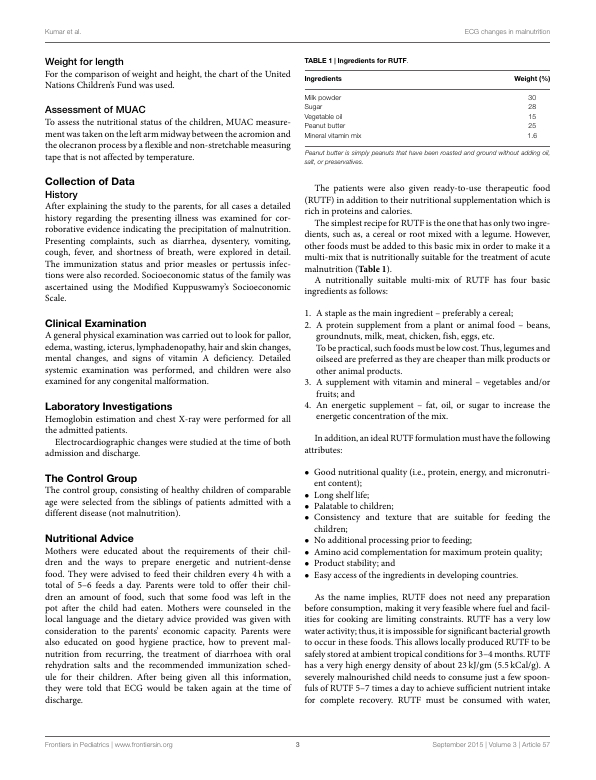 Kumar et al.
ECG changes in malnutrition
Weight for length
For the comparison of weight and height, the chart of the United
Nations Children's Fund was used.
Assessment of MUAC
To assess the nutritional status of the children, MUAC measure-
ment was taken on the left arm midway between the acromion and
the olecranon process by a flexible and non-stretchable measuring
tape that is not affected by temperature.
Collection of Data
History
After explaining the study to the parents, for all cases a detailed
history regarding the presenting illness was examined for cor-
roborative evidence indicating the precipitation of malnutrition.
Presenting complaints, such as diarrhea, dysentery, vomiting,
cough, fever, and shortness of breath, were explored in detail.
The immunization status and prior measles or pertussis infec-
tions were also recorded. Socioeconomic status of the family was
ascertained using the Modified Kuppuswamy's Socioeconomic
Scale.
Clinical Examination
A general physical examination was carried out to look for pallor,
edema, wasting, icterus, lymphadenopathy, hair and skin changes,
mental changes, and signs of vitamin A deficiency. Detailed
systemic examination was performed, and children were also
examined for any congenital malformation.
Laboratory Investigations
Hemoglobin estimation and chest X-ray were performed for all
the admitted patients.
Electrocardiographic changes were studied at the time of both
admission and discharge.
The Control Group
The control group, consisting of healthy children of comparable
age were selected from the siblings of patients admitted with a
different disease (not malnutrition).
Nutritional Advice
Mothers were educated about the requirements of their chil-
dren and the ways to prepare energetic and nutrient-dense
food. They were advised to feed their children every 4 h with a
total of 5–6 feeds a day. Parents were told to offer their chil-
dren an amount of food, such that some food was left in the
pot after the child had eaten. Mothers were counseled in the
local language and the dietary advice provided was given with
consideration to the parents' economic capacity. Parents were
also educated on good hygiene practice, how to prevent mal-
nutrition from recurring, the treatment of diarrhoea with oral
rehydration salts and the recommended immunization sched-
ule for their children. After being given all this information,
they were told that ECG would be taken again at the time of
discharge.
TABLE 1 | Ingredients for RUTF.
Ingredients Weight (%)
Milk powder 30
Sugar 28
Vegetable oil 15
Peanut butter 25
Mineral vitamin mix 1.6
Peanut butter is simply peanuts that have been roasted and ground without adding oil,
salt, or preservatives.
The patients were also given ready-to-use therapeutic food
(RUTF) in addition to their nutritional supplementation which is
rich in proteins and calories.
The simplest recipe for RUTF is the one that has only two ingre-
dients, such as, a cereal or root mixed with a legume. However,
other foods must be added to this basic mix in order to make it a
multi-mix that is nutritionally suitable for the treatment of acute
malnutrition (Table 1).
A nutritionally suitable multi-mix of RUTF has four basic
ingredients as follows:
1. A staple as the main ingredient – preferably a cereal;
2. A protein supplement from a plant or animal food – beans,
groundnuts, milk, meat, chicken, fish, eggs, etc.
To be practical, such foods must be low cost. Thus, legumes and
oilseed are preferred as they are cheaper than milk products or
other animal products.
3. A supplement with vitamin and mineral – vegetables and/or
fruits; and
4. An energetic supplement – fat, oil, or sugar to increase the
energetic concentration of the mix.
In addition, an ideal RUTF formulation must have the following
attributes:
• Good nutritional quality (i.e., protein, energy, and micronutri-
ent content);
• Long shelf life;
• Palatable to children;
• Consistency and texture that are suitable for feeding the
children;
• No additional processing prior to feeding;
• Amino acid complementation for maximum protein quality;
• Product stability; and
• Easy access of the ingredients in developing countries.
As the name implies, RUTF does not need any preparation
before consumption, making it very feasible where fuel and facil-
ities for cooking are limiting constraints. RUTF has a very low
water activity; thus, it is impossible for significant bacterial growth
to occur in these foods. This allows locally produced RUTF to be
safely stored at ambient tropical conditions for 3–4 months. RUTF
has a very high energy density of about 23 kJ/gm (5.5 kCal/g). A
severely malnourished child needs to consume just a few spoon-
fuls of RUTF 5–7 times a day to achieve sufficient nutrient intake
for complete recovery. RUTF must be consumed with water,
Frontiers in Pediatrics | www.frontiersin.org
3
September 2015 | Volume 3 | Article 57